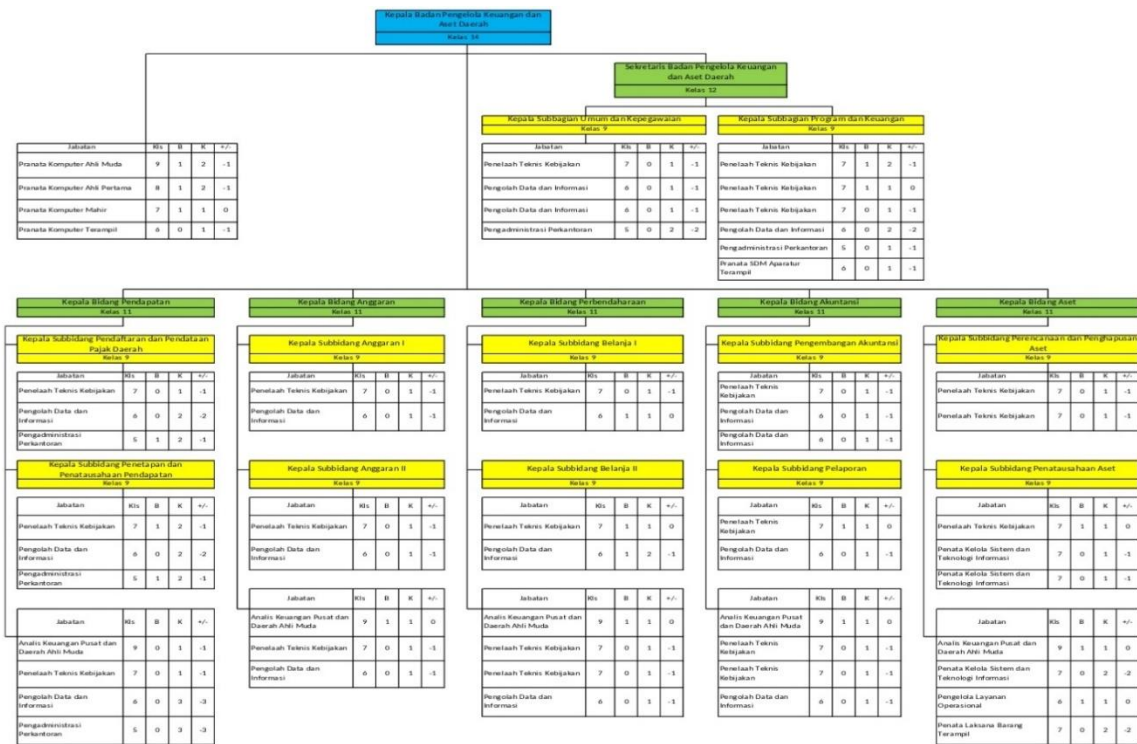 Kepala Badan Pengelola Keuangan dan
Aset Daerah
Kelas 14
Sekretaris Badan Pengelola Keuangan
dan Aset Daerah
Kelas 12
Kepala Subbagian Umum dan Kepegawaian
Kelas 9
Kepala Subbagian Program dan Keuangan
Kelas 9
Jabatan Kls B K +/-
Pranata Komputer Ahli Muda 9 1 2 -1
Pranata Komputer Ahli Pertama 8 1 2 -1
Pranata Komputer Mahir 7 1 1 0
Pranata Komputer Terampil 6 0 1 -1
Jabatan Kls B K +/-
Penelaah Teknis Kebijakan 7 0 1 -1
Pengolah Data dan Informasi 6 0 1 -1
Pengolah Data dan Informasi 6 0 1 -1
Pengadministrasi Perkantoran 5 0 2 -2
Jabatan Kls B K +/-
Penelaah Teknis Kebijakan 7 1 2 -1
Penelaah Teknis Kebijakan 7 1 1 0
Penelaah Teknis Kebijakan 7 0 1 -1
Pengolah Data dan Informasi 6 0 2 -2
Pengadministrasi Perkantoran 5 0 1 -1
Pranata SDM Aparatur
Terampil 6 0 1 -1
Kepala Bidang Pendapatan
Kelas 11
Kepala Subbidang Pendaftaran dan Pendataan
Pajak Daerah
Kelas 9
Jabatan Kls B K +/-
Penelaah Teknis Kebijakan 7 0 1 -1
Pengolah Data dan
Informasi 6 0 2 -2
Pengadministrasi
Perkantoran 5 1 2 -1
Kepala Subbidang Penetapan dan
Penatausahaan Pendapatan
Kelas 9
Jabatan Kls B K +/-
Penelaah Teknis Kebijakan 7 1 2 -1
Pengolah Data dan
Informasi 6 0 2 -2
Pengadministrasi
Perkantoran 5 1 2 -1
Jabatan Kls B K +/-
Analis Keuangan Pusat dan
Daerah Ahli Muda 9 0 1 -1
Penelaah Teknis Kebijakan 7 0 1 -1
Pengolah Data dan
Informasi 6 0 3 -3
Pengadministrasi
Perkantoran 5 0 3 -3
Kepala Bidang Anggaran
Kelas 11
Kepala Subbidang Anggaran I
Kelas 9
Jabatan Kls B K +/-
Penelaah Teknis Kebijakan 7 0 1 -1
Pengolah Data dan
Informasi 6 0 1 -1
Kepala Subbidang Anggaran II
Kelas 9
Jabatan Kls B K +/-
Penelaah Teknis Kebijakan 7 0 1 -1
Pengolah Data dan
Informasi 6 0 1 -1
Jabatan Kls B K +/-
Analis Keuangan Pusat dan
Daerah Ahli Muda 9 1 1 0
Penelaah Teknis Kebijakan 7 0 1 -1
Pengolah Data dan
Informasi 6 0 1 -1
Kepala Bidang Perbendaharaan
Kelas 11
Kepala Subbidang Belanja I
Kelas 9
Jabatan Kls B K +/-
Penelaah Teknis Kebijakan 7 0 1 -1
Pengolah Data dan
Informasi 6 1 1 0
Kepala Subbidang Belanja II
Kelas 9
Jabatan Kls B K +/-
Penelaah Teknis Kebijakan 7 1 1 0
Pengolah Data dan
Informasi 6 1 2 -1
Jabatan Kls B K +/-
Analis Keuangan Pusat dan
Daerah Ahli Muda 9 1 1 0
Penelaah Teknis Kebijakan 7 0 1 -1
Penelaah Teknis Kebijakan 7 0 1 -1
Pengolah Data dan
Informasi 6 0 1 -1
Kepala Bidang Akuntansi
Kelas 11
Kepala Subbidang Pengembangan Akuntansi
Kelas 9
Jabatan Kls B K +/-
Penelaah Teknis
Kebijakan 7 0 1 -1
Pengolah Data dan
Informasi 6 0 1 -1
Pengolah Data dan
Informasi 6 0 1 -1
Kepala Subbidang Pelaporan
Kelas 9
Jabatan Kls B K +/-
Penelaah Teknis
Kebijakan 7 1 1 0
Pengolah Data dan
Informasi 6 0 1 -1
Jabatan Kls B K +/-
Analis Keuangan Pusat
dan Daerah Ahli Muda 9 1 1 0
Penelaah Teknis
Kebijakan 7 0 1 -1
Penelaah Teknis
Kebijakan 7 0 1 -1
Pengolah Data dan
Informasi 6 0 1 -1
Kepala Bidang Aset
Kelas 11
Kepala Subbidang Perencanaan dan Penghapusan
Aset
Kelas 9
Jabatan Kls B K +/-
Penelaah Teknis Kebijakan 7 0 1 -1
Penelaah Teknis Kebijakan 7 0 1 -1
Kepala Subbidang Penatausahaan Aset
Kelas 9
Jabatan Kls B K +/-
Penelaah Teknis Kebijakan 7 1 1 0
Penata Kelola Sistem dan
Teknologi Informasi 7 0 1 -1
Penata Kelola Sistem dan
Teknologi Informasi 7 0 1 -1
Jabatan Kls B K +/-
Analis Keuangan Pusat dan
Daerah Ahli Muda 9 1 1 0
Penata Kelola Sistem dan
Teknologi Informasi 7 0 2 -2
Pengelola Layanan
Operasional 6 1 1 0
Penata Laksana Barang
Terampil 7 0 2 -2